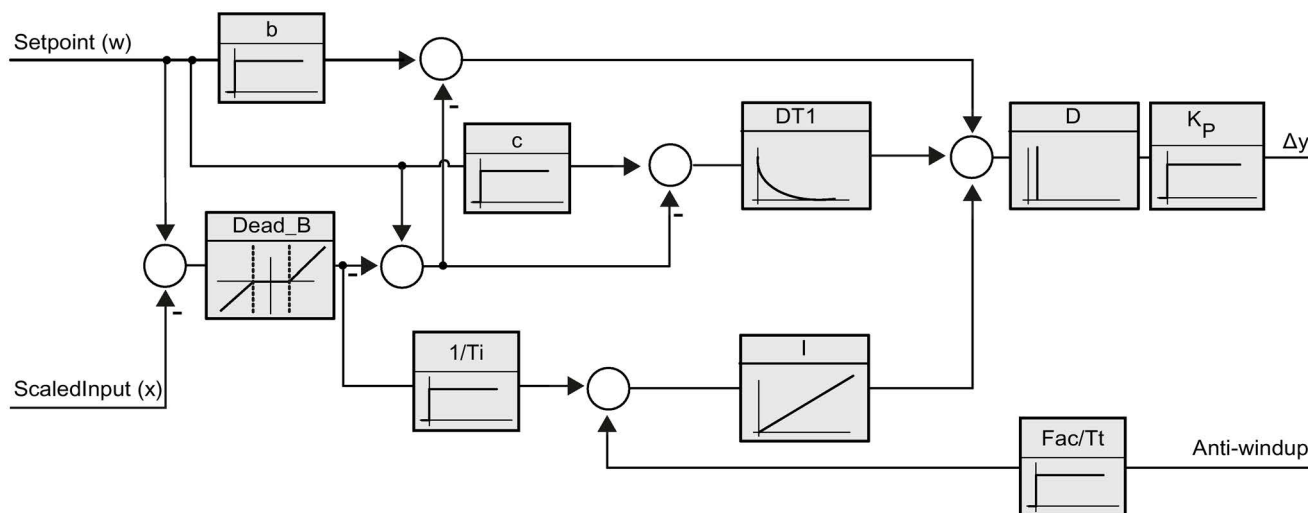 b
Setpoint (w)
-
DT1
D
K_P
Δy
c
-
Dead_B
-
-
1/Ti
I
ScaledInput (x)
Fac/Tt
Anti-windup